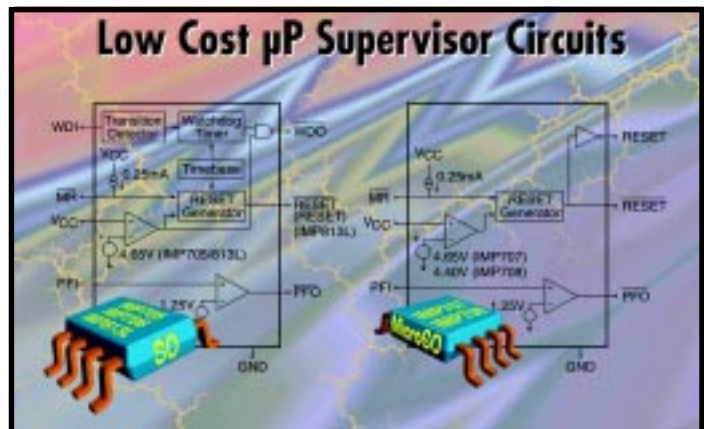 Low Cost µP Supervisor Circuits
WDI
Transition
Detector
Watchdog
Timer
WDO
VCC
0.25mA
Timebase
MR
RESET
Generator
RESET
(RESET)
(IMP813L)
VCC
4.65V (IMP705/813L)
PFI
1.25V
PFO
SO
GND
VCC
0.25mA
RESET
MR
RESET
Generator
RESET
VCC
4.65V (IMP707)
4.40V (IMP708)
PFI
1.25V
PFO
MicroSO
GND